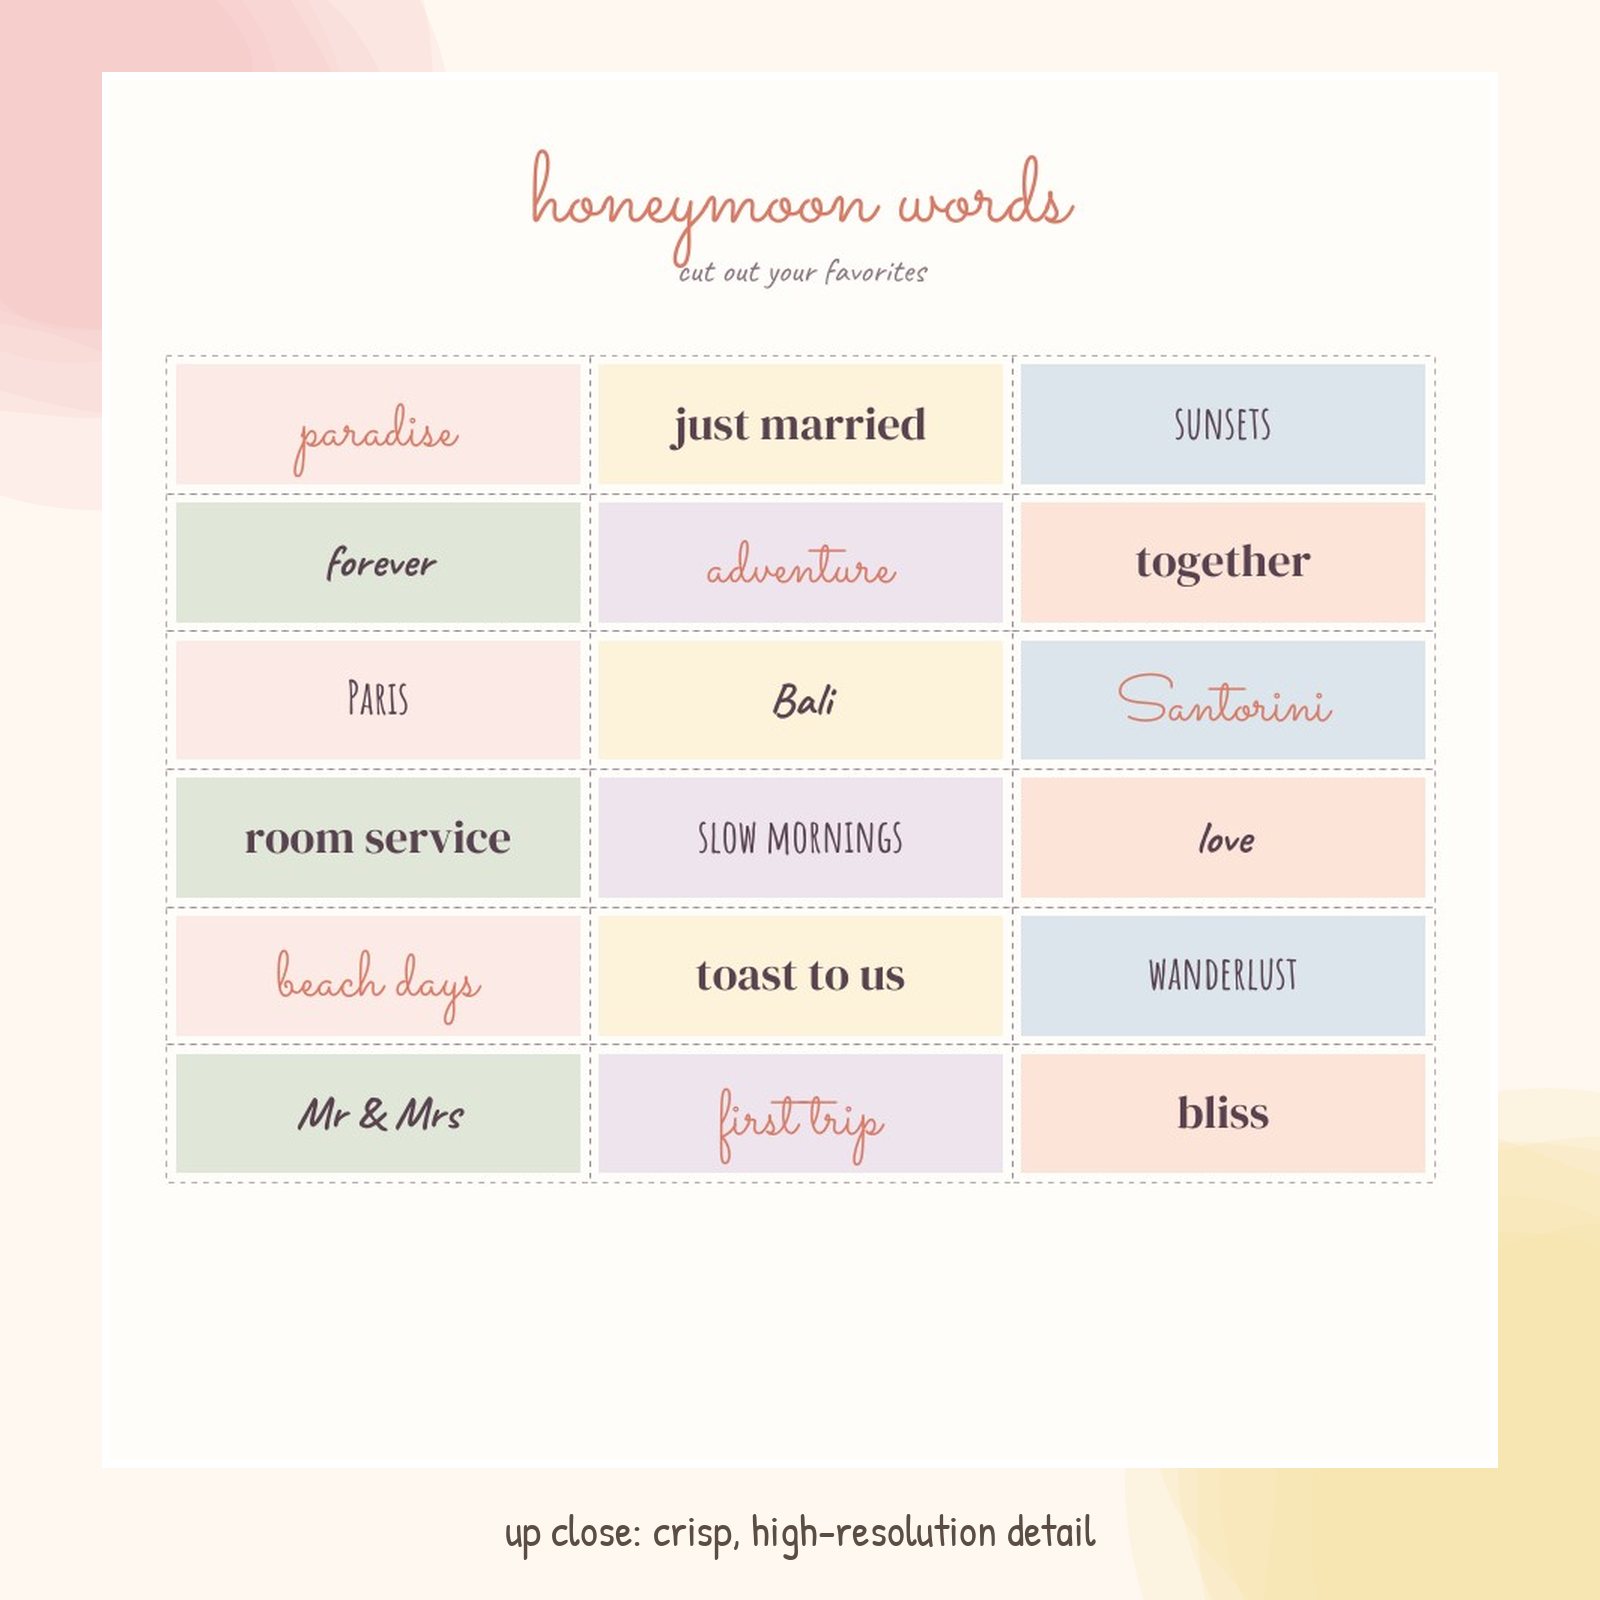 honeymoon words
cut out your favorites
paradise
just married
SUNSETS
forever
adventure
together
PARIS
Bali
Santorini
room service
SLOW MORNINGS
love
beach days
toast to us
WANDERLUST
Mr & Mrs
first trip
bliss
up close: crisp, high-resolution detail